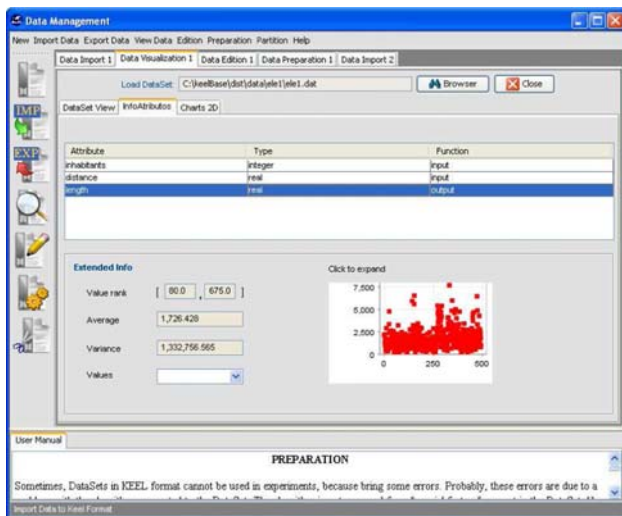 Data Management
New Import Data Export Data View Data Edition Preparation Partition Help
Data Import 1 Data Visualization 1 Data Edition 1 Data Preparation 1 Data Import 2
Load DataSet C:\keelBase\dist\data\ele1\ele1.dat Browser Close
DataSet View InfoAtributos Charts 2D
IMP
EXP
Attribute Type Function
inhabitants integer input
distance real input
length real output
Extended Info
Click to expand
Value rank [ 80.0 , 675.0 ]
Average 1,726.428
Variance 1,332,756.565
Values
7,500
5,000
2,500
0
0 250 500
User Manual
PREPARATION
Sometimes, DataSets in KEEL format cannot be used in experiments, because bring some errors. Probably, these errors are due to a
Import Data to Keel Format